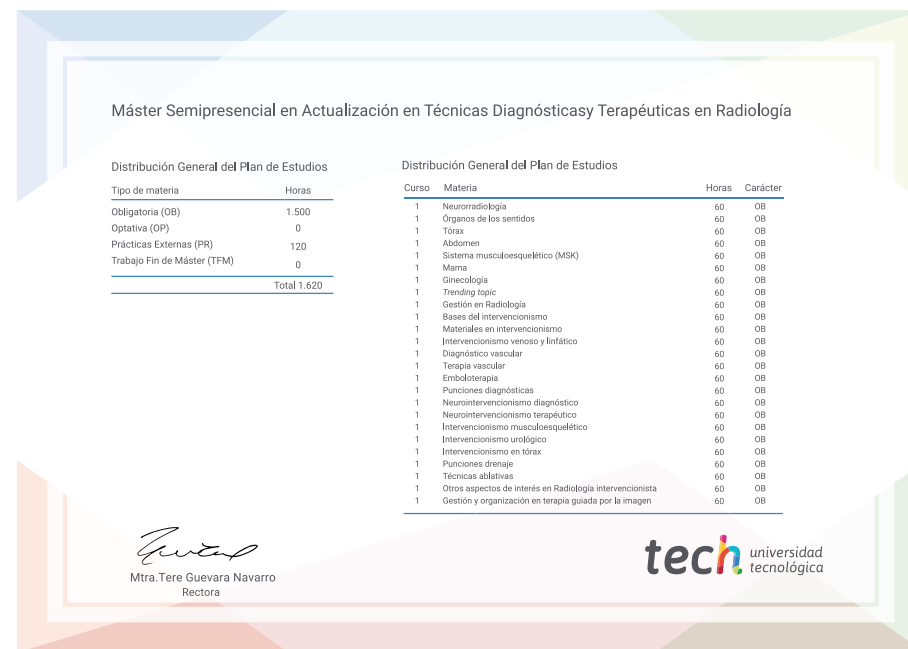 Máster Semipresencial en Actualización en Técnicas Diagnósticasy Terapéuticas en Radiología
Distribución General del Plan de Estudios
Tipo de materia Horas
Obligatoria (OB) 1.500
Optativa (OP) 0
Prácticas Externas (PR) 120
Trabajo Fin de Máster (TFM) 0
Total 1.620
Distribución General del Plan de Estudios
Curso Materia Horas Carácter
1 Neurorradiología 60 OB
1 Órganos de los sentidos 60 OB
1 Tórax 60 OB
1 Abdomen 60 OB
1 Sistema musculoesquelético (MSK) 60 OB
1 Mama 60 OB
1 Ginecología 60 OB
1 Trending topic 60 OB
1 Gestión en Radiología 60 OB
1 Bases del intervencionismo 60 OB
1 Materiales en intervencionismo 60 OB
1 Intervencionismo venoso y linfático 60 OB
1 Diagnóstico vascular 60 OB
1 Terapia vascular 60 OB
1 Emboloterapia 60 OB
1 Punciones diagnósticas 60 OB
1 Neurointervencionismo diagnóstico 60 OB
1 Neurointervencionismo terapéutico 60 OB
1 Intervencionismo musculoesquelético 60 OB
1 Intervencionismo urológico 60 OB
1 Intervencionismo en tórax 60 OB
1 Punciones drenaje 60 OB
1 Técnicas ablativas 60 OB
1 Otros aspectos de interés en Radiología intervencionista 60 OB
1 Gestión y organización en terapia guiada por la imagen 60 OB
Mtra.Tere Guevara Navarro
Rectora
tech universidad
tecnológica